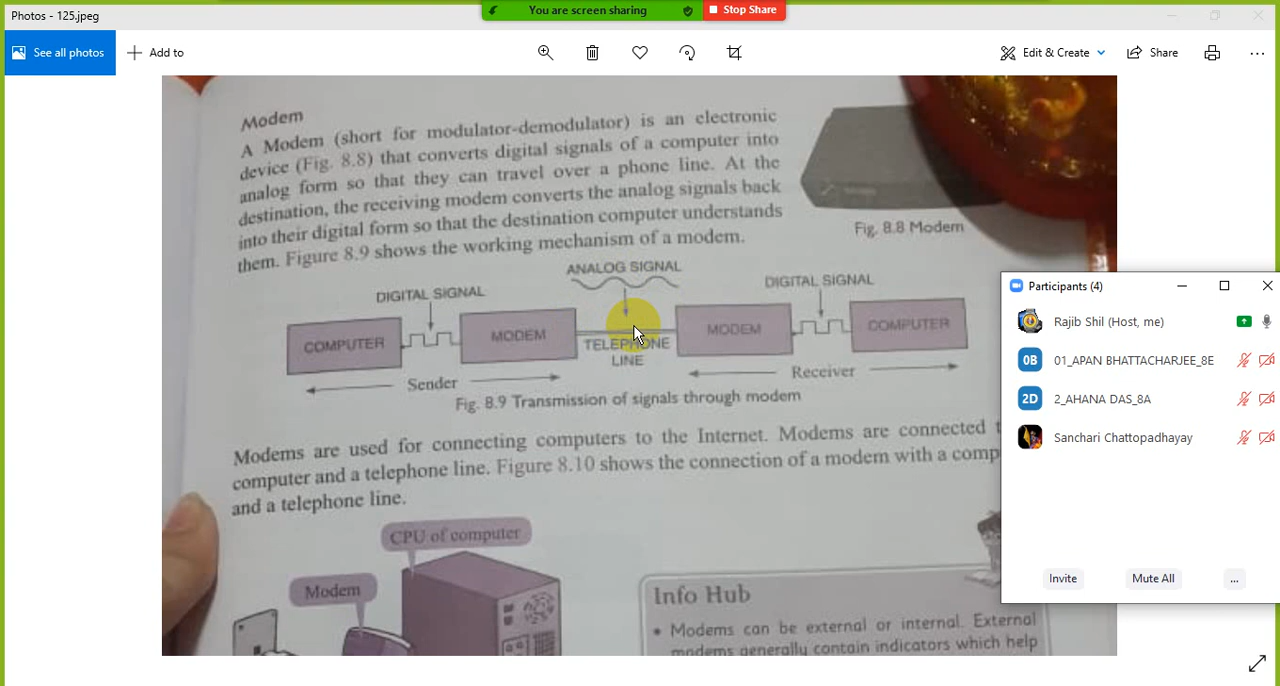 Photos - 125.jpeg
You are screen sharing
Stop Share
See all photos
Add to
Edit & Create
Share
Modem
A Modem (short for modulator-demodulator) is an electronic
device (Fig. 8.8) that converts digital signals of a computer into
analog form so that they can travel over a phone line. At the
destination, the receiving modem converts the analog signals back
into their digital form so that the destination computer understands
them. Figure 8.9 shows the working mechanism of a modem.
Fig. 8.8 Modem
DIGITAL SIGNAL
ANALOG SIGNAL
DIGITAL SIGNAL
COMPUTER
MODEM
TELEPHONE
LINE
MODEM
COMPUTER
Sender
Receiver
Fig. 8.9 Transmission of signals through modem
Modems are used for connecting computers to the Internet. Modems are connected
computer and a telephone line. Figure 8.10 shows the connection of a modem with a
and a telephone line.
CPU of computer
Modem
Info Hub
• Modems can be external or internal. External
modems generally contain indicators which help
Participants (4)
Rajib Shil (Host, me)
0B 01_APAN BHATTACHARJEE_8E
2D 2_AHANA DAS_8A
Sanchari Chattopadhayay
Invite
Mute All
...